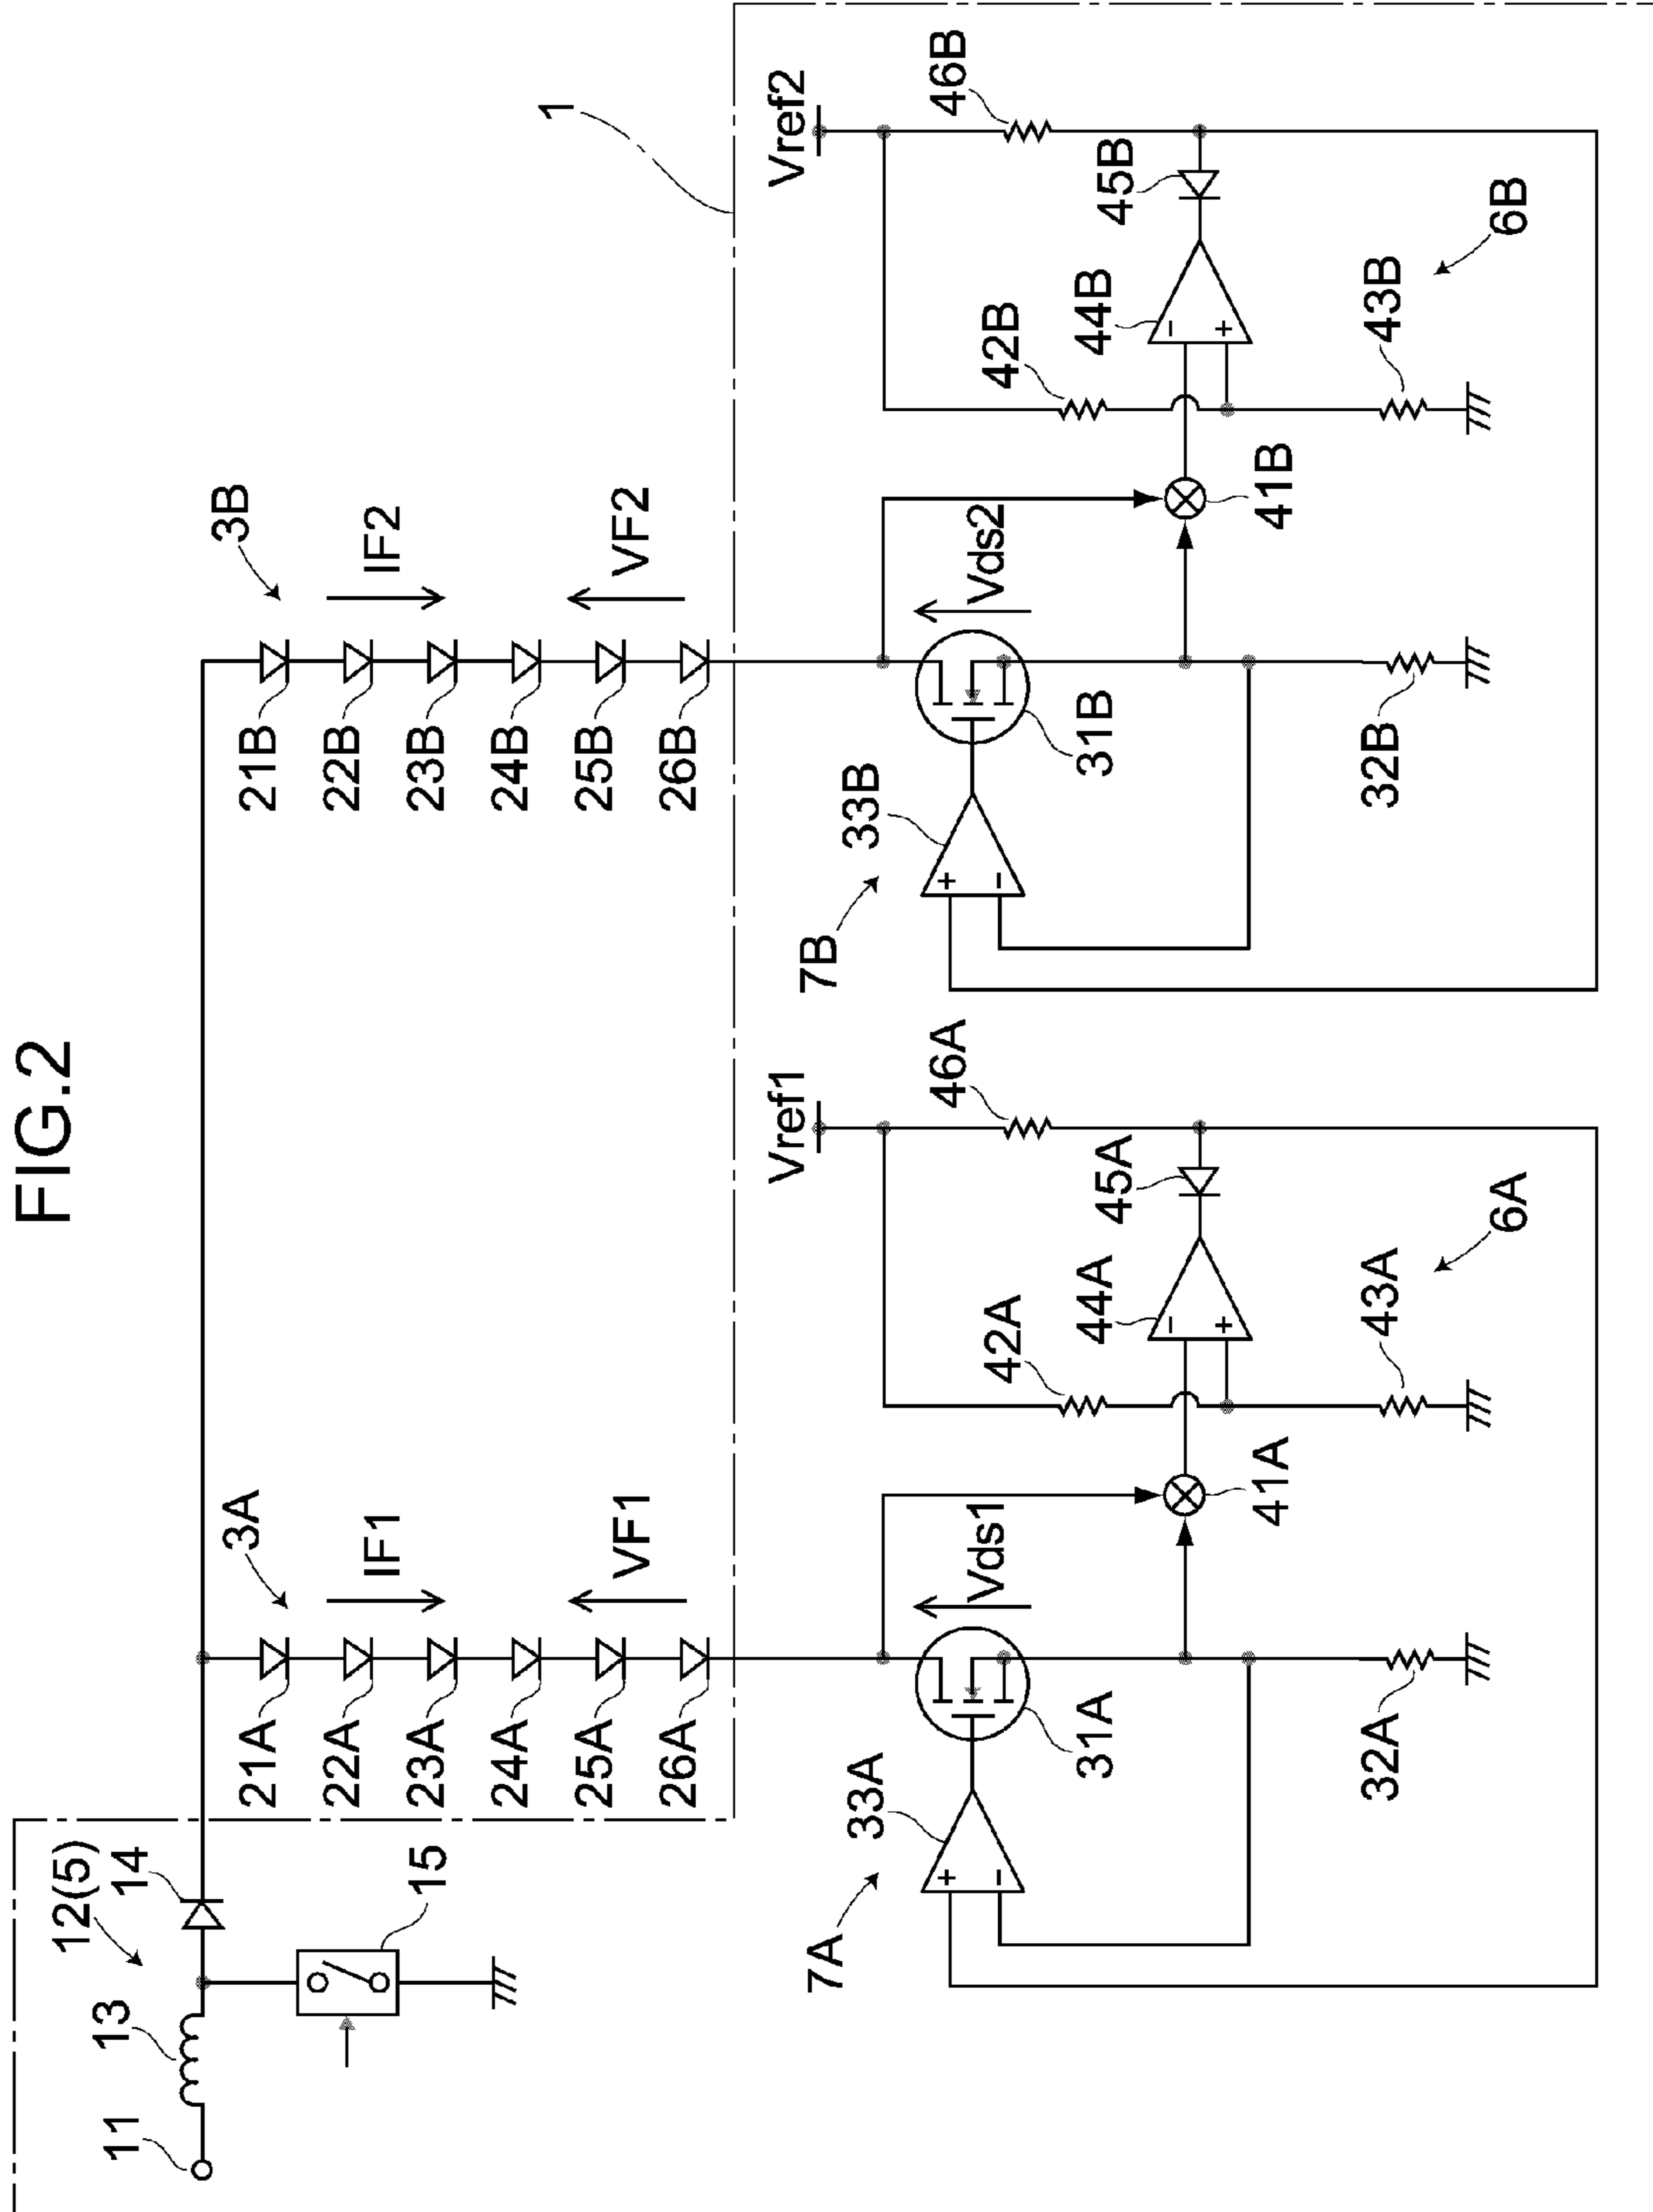 FIG.2
11
13
12(5)
14
15
3A
21A
22A
23A
24A
25A
26A
IF1
VF1
3B
21B
22B
23B
24B
25B
26B
IF2
VF2
1
7A
33A
+
−
31A
Vds1
32A
41A
Vref1
42A
44A
−
+
43A
45A
46A
6A
7B
33B
+
−
31B
Vds2
32B
41B
Vref2
42B
44B
−
+
43B
45B
46B
6B